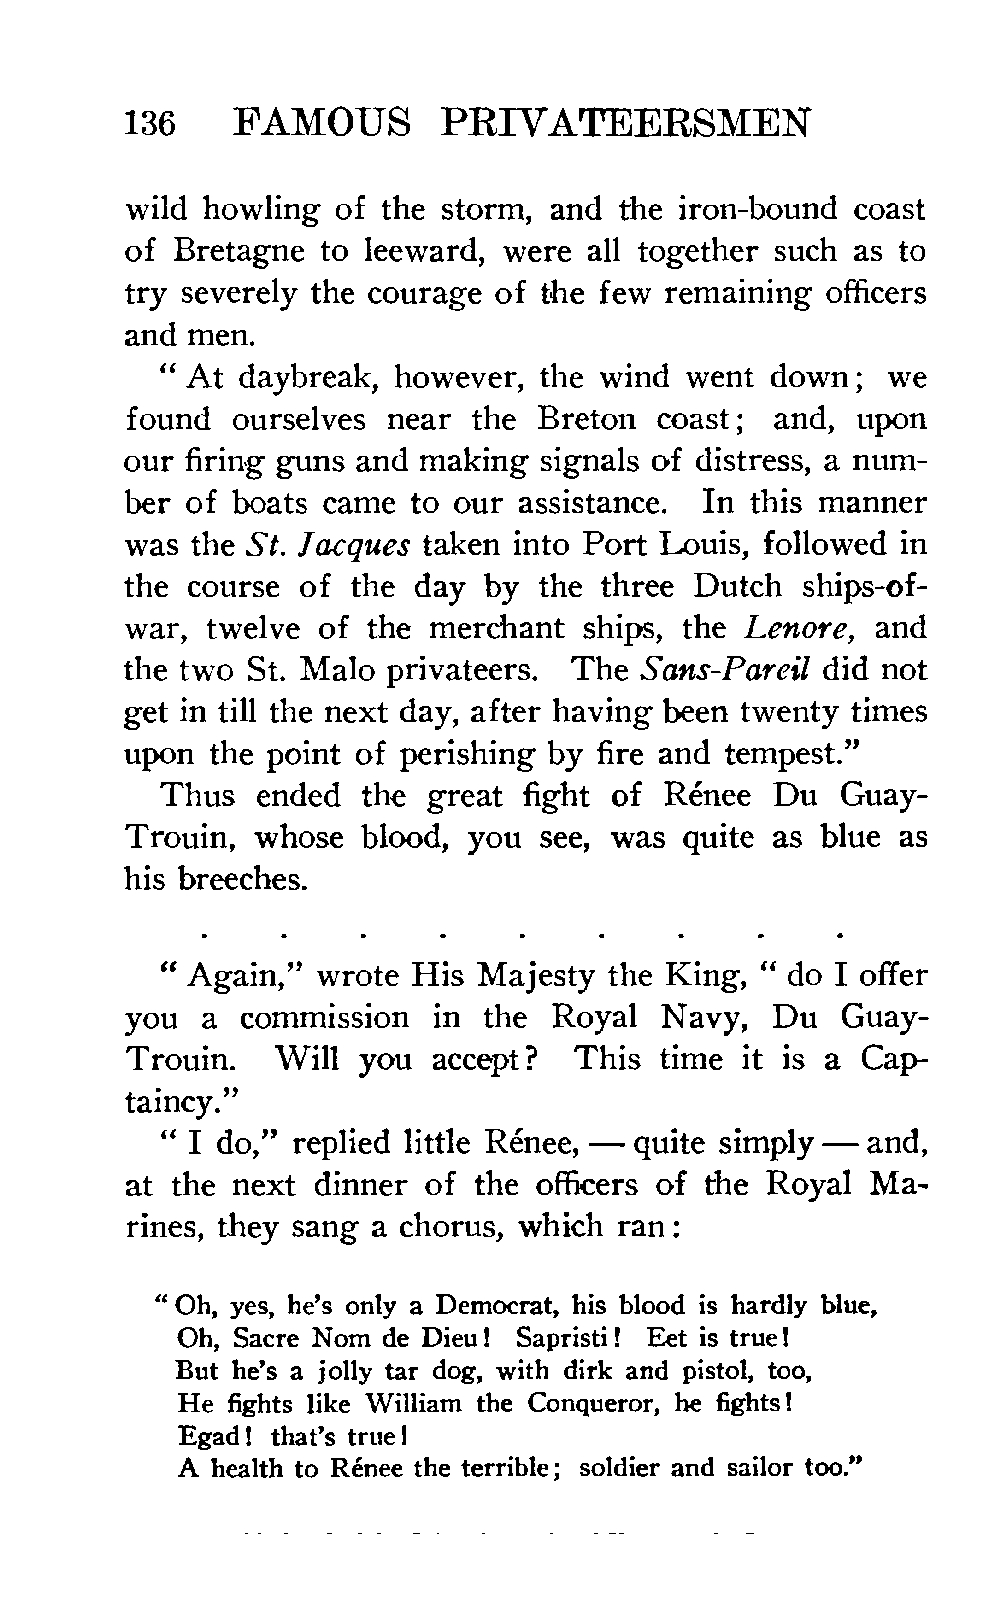 136 FAMOUS PRIVATEERSMEN
wild howling of the storm, and the iron-bound coast
of Bretagne to leeward, were all together such as to
try severely the courage of the few remaining officers
and men.
" At daybreak, however, the wind went down; we
found ourselves near the Breton coast; and, upon
our firing guns and making signals of distress, a num-
ber of boats came to our assistance. In this manner
was the St. Jacques taken into Port Louis, followed in
the course of the day by the three Dutch ships-of-
war, twelve of the merchant ships, the Lenore, and
the two St. Malo privateers. The Sans-Pareil did not
get in till the next day, after having been twenty times
upon the point of perishing by fire and tempest."
Thus ended the great fight of Rénee Du Guay-
Trouin, whose blood, you see, was quite as blue as
his breeches.
. . . . . . . . .
" Again," wrote His Majesty the King, " do I offer
you a commission in the Royal Navy, Du Guay-
Trouin. Will you accept? This time it is a Cap-
taincy."
" I do," replied little Rénee, — quite simply — and,
at the next dinner of the officers of the Royal Ma-
rines, they sang a chorus, which ran:
" Oh, yes, he's only a Democrat, his blood is hardly blue,
Oh, Sacre Nom de Dieu! Sapristi! Eet is true!
But he's a jolly tar dog, with dirk and pistol, too,
He fights like William the Conqueror, he fights!
Egad! that's true!
A health to Rénee the terrible; soldier and sailor too."